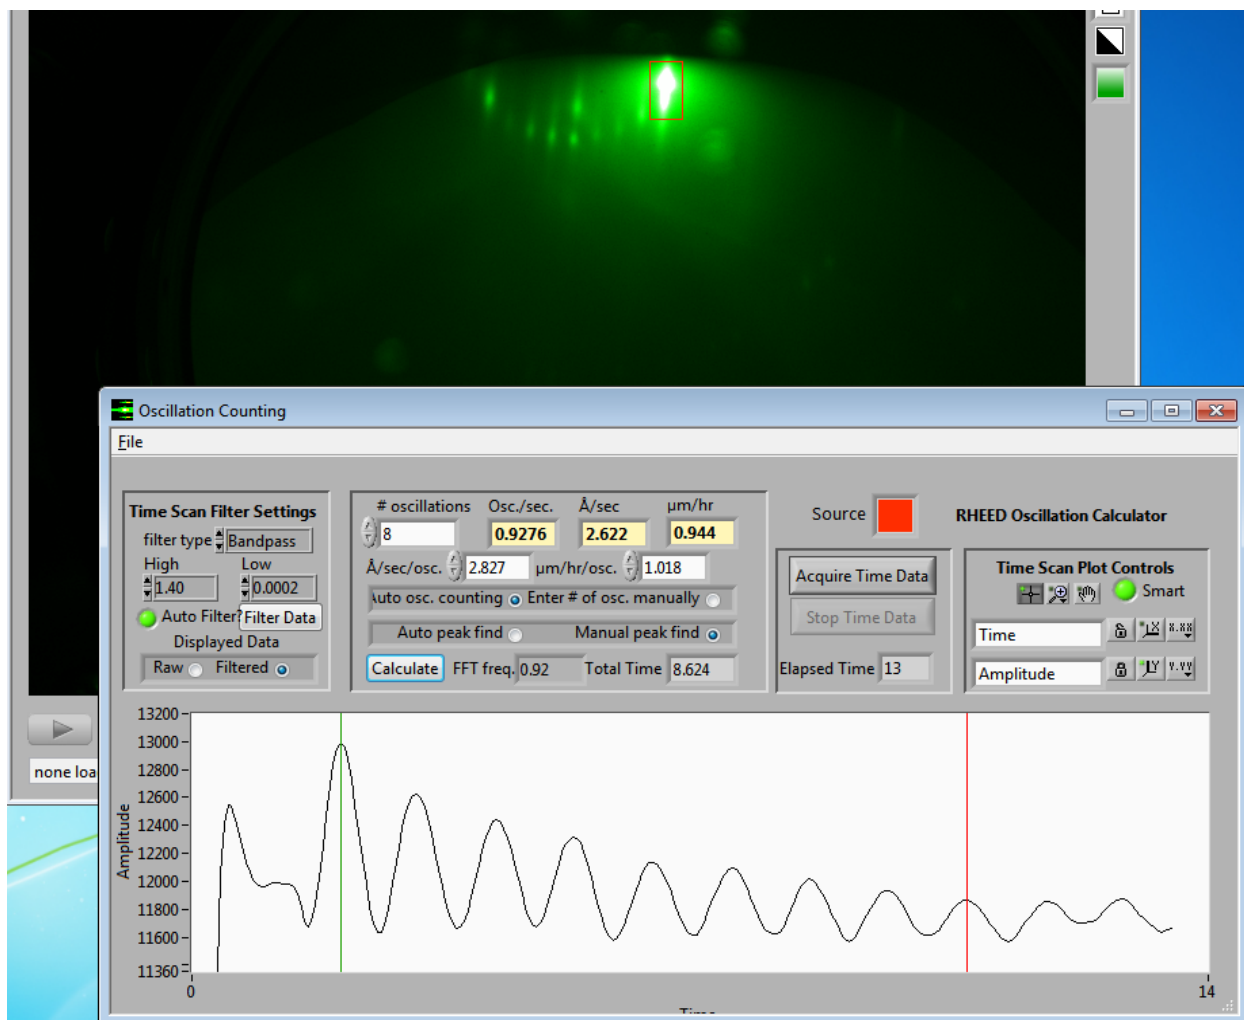 Oscillation Counting
File
Time Scan Filter Settings
filter type Bandpass
High Low
1.40 0.0002
Auto Filter? Filter Data
Displayed Data
Raw Filtered
# oscillations Osc./sec. Å/sec µm/hr
8 0.9276 2.622 0.944
Å/sec/osc. 2.827 µm/hr/osc. 1.018
Auto osc. counting Enter # of osc. manually
Auto peak find Manual peak find
Calculate FFT freq. 0.92 Total Time 8.624
Source
RHEED Oscillation Calculator
Acquire Time Data
Stop Time Data
Elapsed Time 13
Time Scan Plot Controls
Smart
Time X X.XX
Amplitude Y Y.YY
none loa
Amplitude
13200
13000
12800
12600
12400
12200
12000
11800
11600
11360
0 14
Time